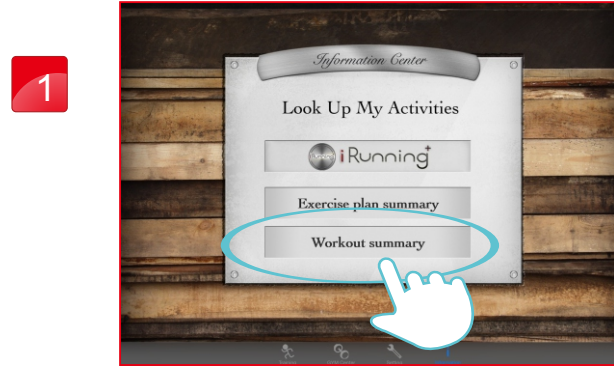 1
Information Center
Look Up My Activities
iRunning+
Exercise plan summary
Workout summary